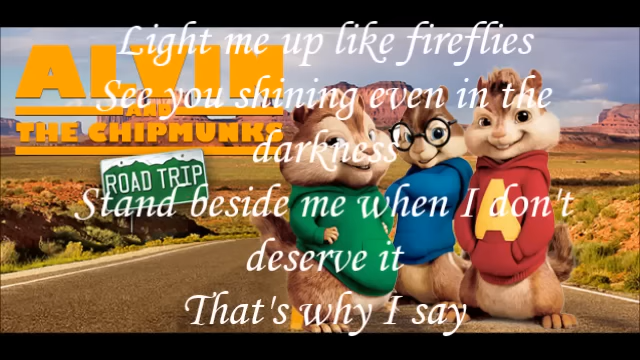 ALVIN
AND
THE CHIPMUNKS
ROAD TRIP
A
Light me up like fireflies
See you shining even in the
darkness
Stand beside me when I don't
deserve it
That's why I say